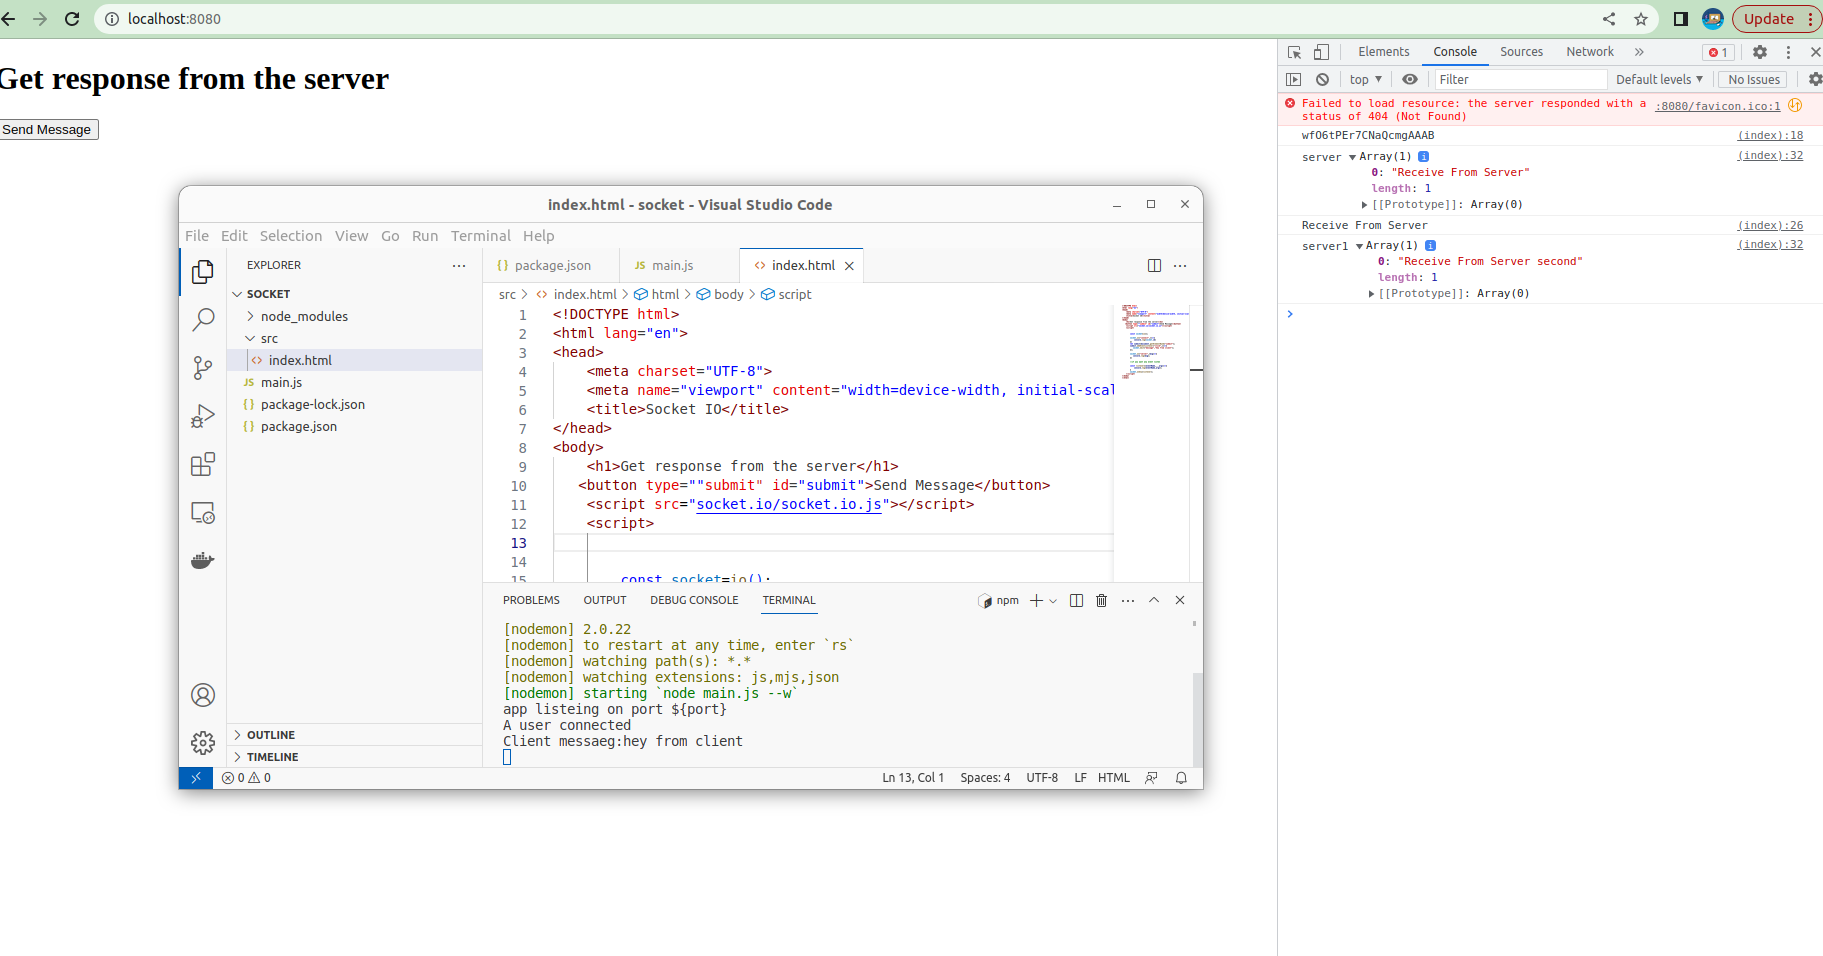 localhost:8080
Update
Get response from the server
Send Message
Elements Console Sources Network » 1
top Filter Default levels No Issues
Failed to load resource: the server responded with a :8080/favicon.ico:1
status of 404 (Not Found)
wfO6tPEr7CNaQcmgAAAB (index):18
server Array(1) i (index):32
0: "Receive From Server"
length: 1
[[Prototype]]: Array(0)
Receive From Server (index):26
server1 Array(1) i (index):32
0: "Receive From Server second"
length: 1
[[Prototype]]: Array(0)
index.html - socket - Visual Studio Code
File Edit Selection View Go Run Terminal Help
EXPLORER
SOCKET
node_modules
src
index.html
JS main.js
{} package-lock.json
{} package.json
OUTLINE
TIMELINE
{} package.json JS main.js <> index.html
src > <> index.html > html > body > script
1 <!DOCTYPE html>
2 <html lang="en">
3 <head>
4 <meta charset="UTF-8">
5 <meta name="viewport" content="width=device-width, initial-scal
6 <title>Socket IO</title>
7 </head>
8 <body>
9 <h1>Get response from the server</h1>
10 <button type=""submit" id="submit">Send Message</button>
11 <script src="socket.io/socket.io.js"></script>
12 <script>
13
14
15 const socket=io();
PROBLEMS OUTPUT DEBUG CONSOLE TERMINAL npm
[nodemon] 2.0.22
[nodemon] to restart at any time, enter `rs`
[nodemon] watching path(s): *.*
[nodemon] watching extensions: js,mjs,json
[nodemon] starting `node main.js --w`
app listeing on port ${port}
A user connected
Client messaeg:hey from client
0 0 Ln 13, Col 1 Spaces: 4 UTF-8 LF HTML